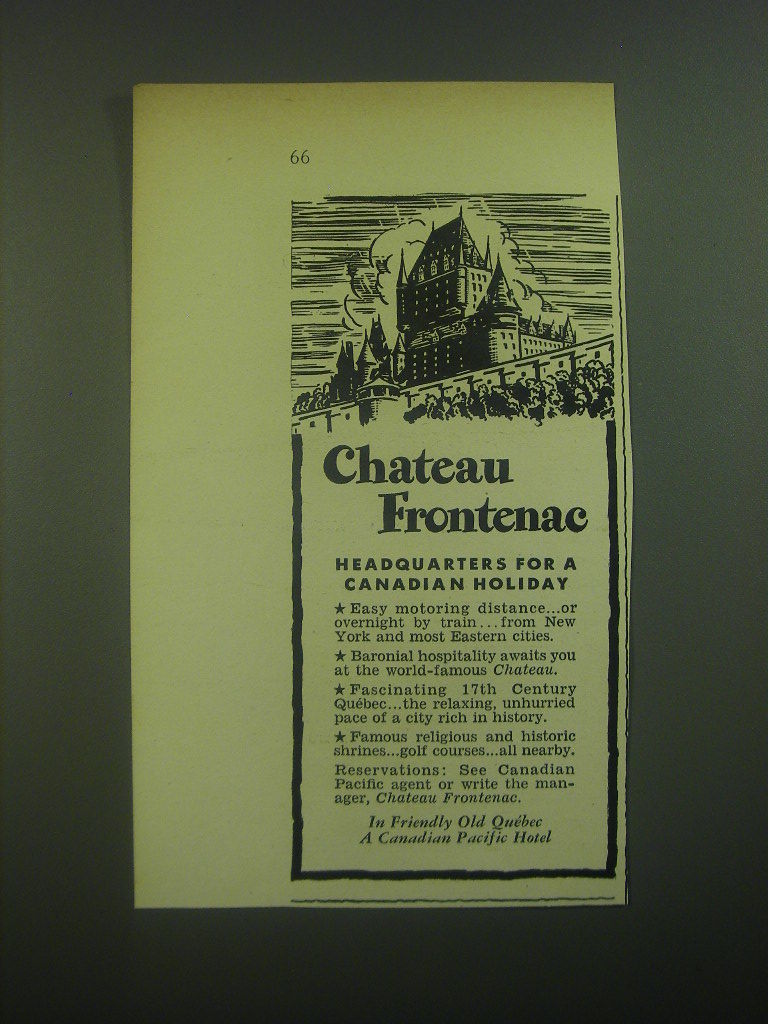 66
Chateau
Frontenac
HEADQUARTERS FOR A
CANADIAN HOLIDAY
★ Easy motoring distance...or
overnight by train...from New
York and most Eastern cities.
★ Baronial hospitality awaits you
at the world-famous Chateau.
★ Fascinating 17th Century
Québec...the relaxing, unhurried
pace of a city rich in history.
★ Famous religious and historic
shrines...golf courses...all nearby.
Reservations: See Canadian
Pacific agent or write the man-
ager, Chateau Frontenac.
In Friendly Old Québec
A Canadian Pacific Hotel